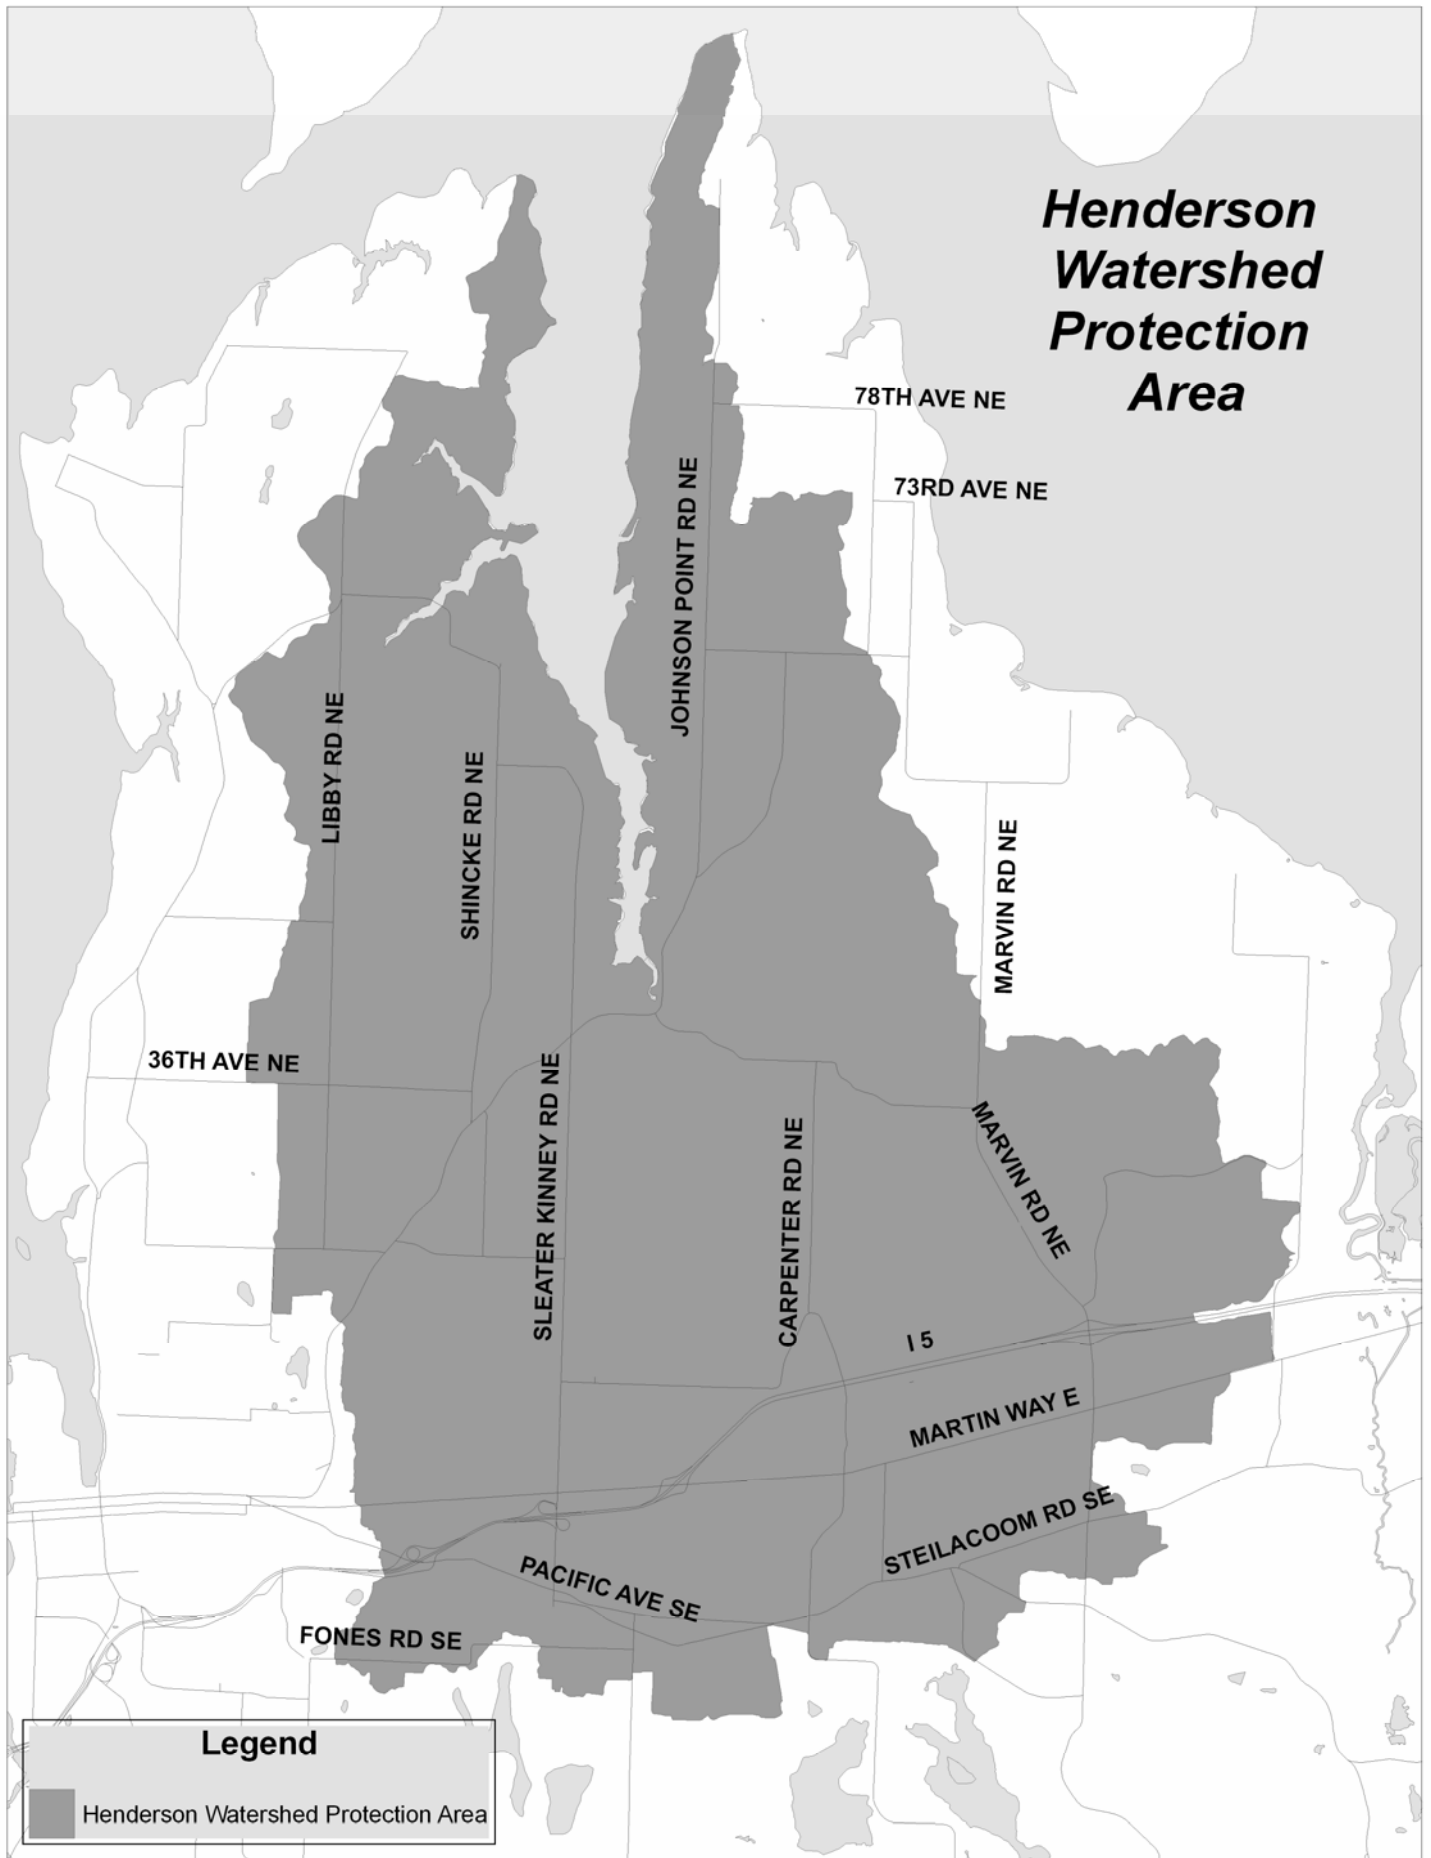 Henderson
Watershed
Protection
Area
78TH AVE NE
73RD AVE NE
JOHNSON POINT RD NE
LIBBY RD NE
SHINCKE RD NE
MARVIN RD NE
36TH AVE NE
SLEATER KINNEY RD NE
CARPENTER RD NE
MARVIN RD NE
I 5
MARTIN WAY E
STEILACOOM RD SE
PACIFIC AVE SE
FONES RD SE
Legend
Henderson Watershed Protection Area